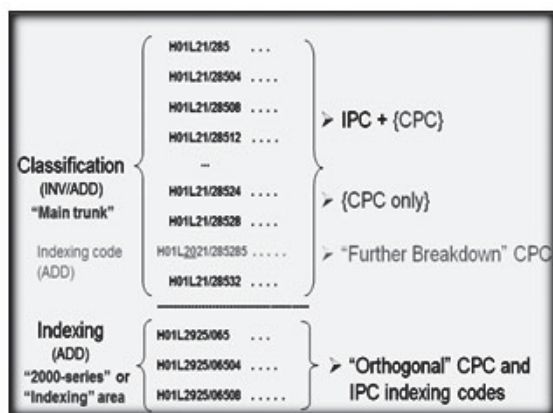 H01L21/285 . . .
H01L21/28504 . . . .
H01L21/28508 . . . .
H01L21/28512 . . . .
...
H01L21/28524 . . . .
H01L21/28528 . . . .
H01L2021/285285 . . . . .
H01L21/28532 . . . .
Classification
(INV/ADD)
"Main trunk"
Indexing code
(ADD)
➢ IPC + {CPC}
➢ {CPC only}
➢ "Further Breakdown" CPC
Indexing
(ADD)
"2000-series" or
"Indexing" area
H01L2925/065 . . .
H01L2925/06504 . . . .
H01L2925/06508 . . . . .
➢ "Orthogonal" CPC and
IPC indexing codes